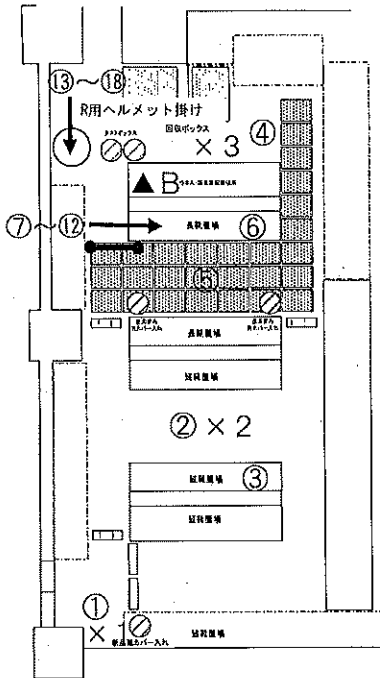 ⑬～⑱
R用ヘルメット掛け
回収ボックス
④
×3
▲B
⑦～⑫
長靴置場
⑥
⑤
長靴置場
短靴置場
②×2
短靴置場
③
短靴置場
①
×
新品靴カバー入れ
短靴置場